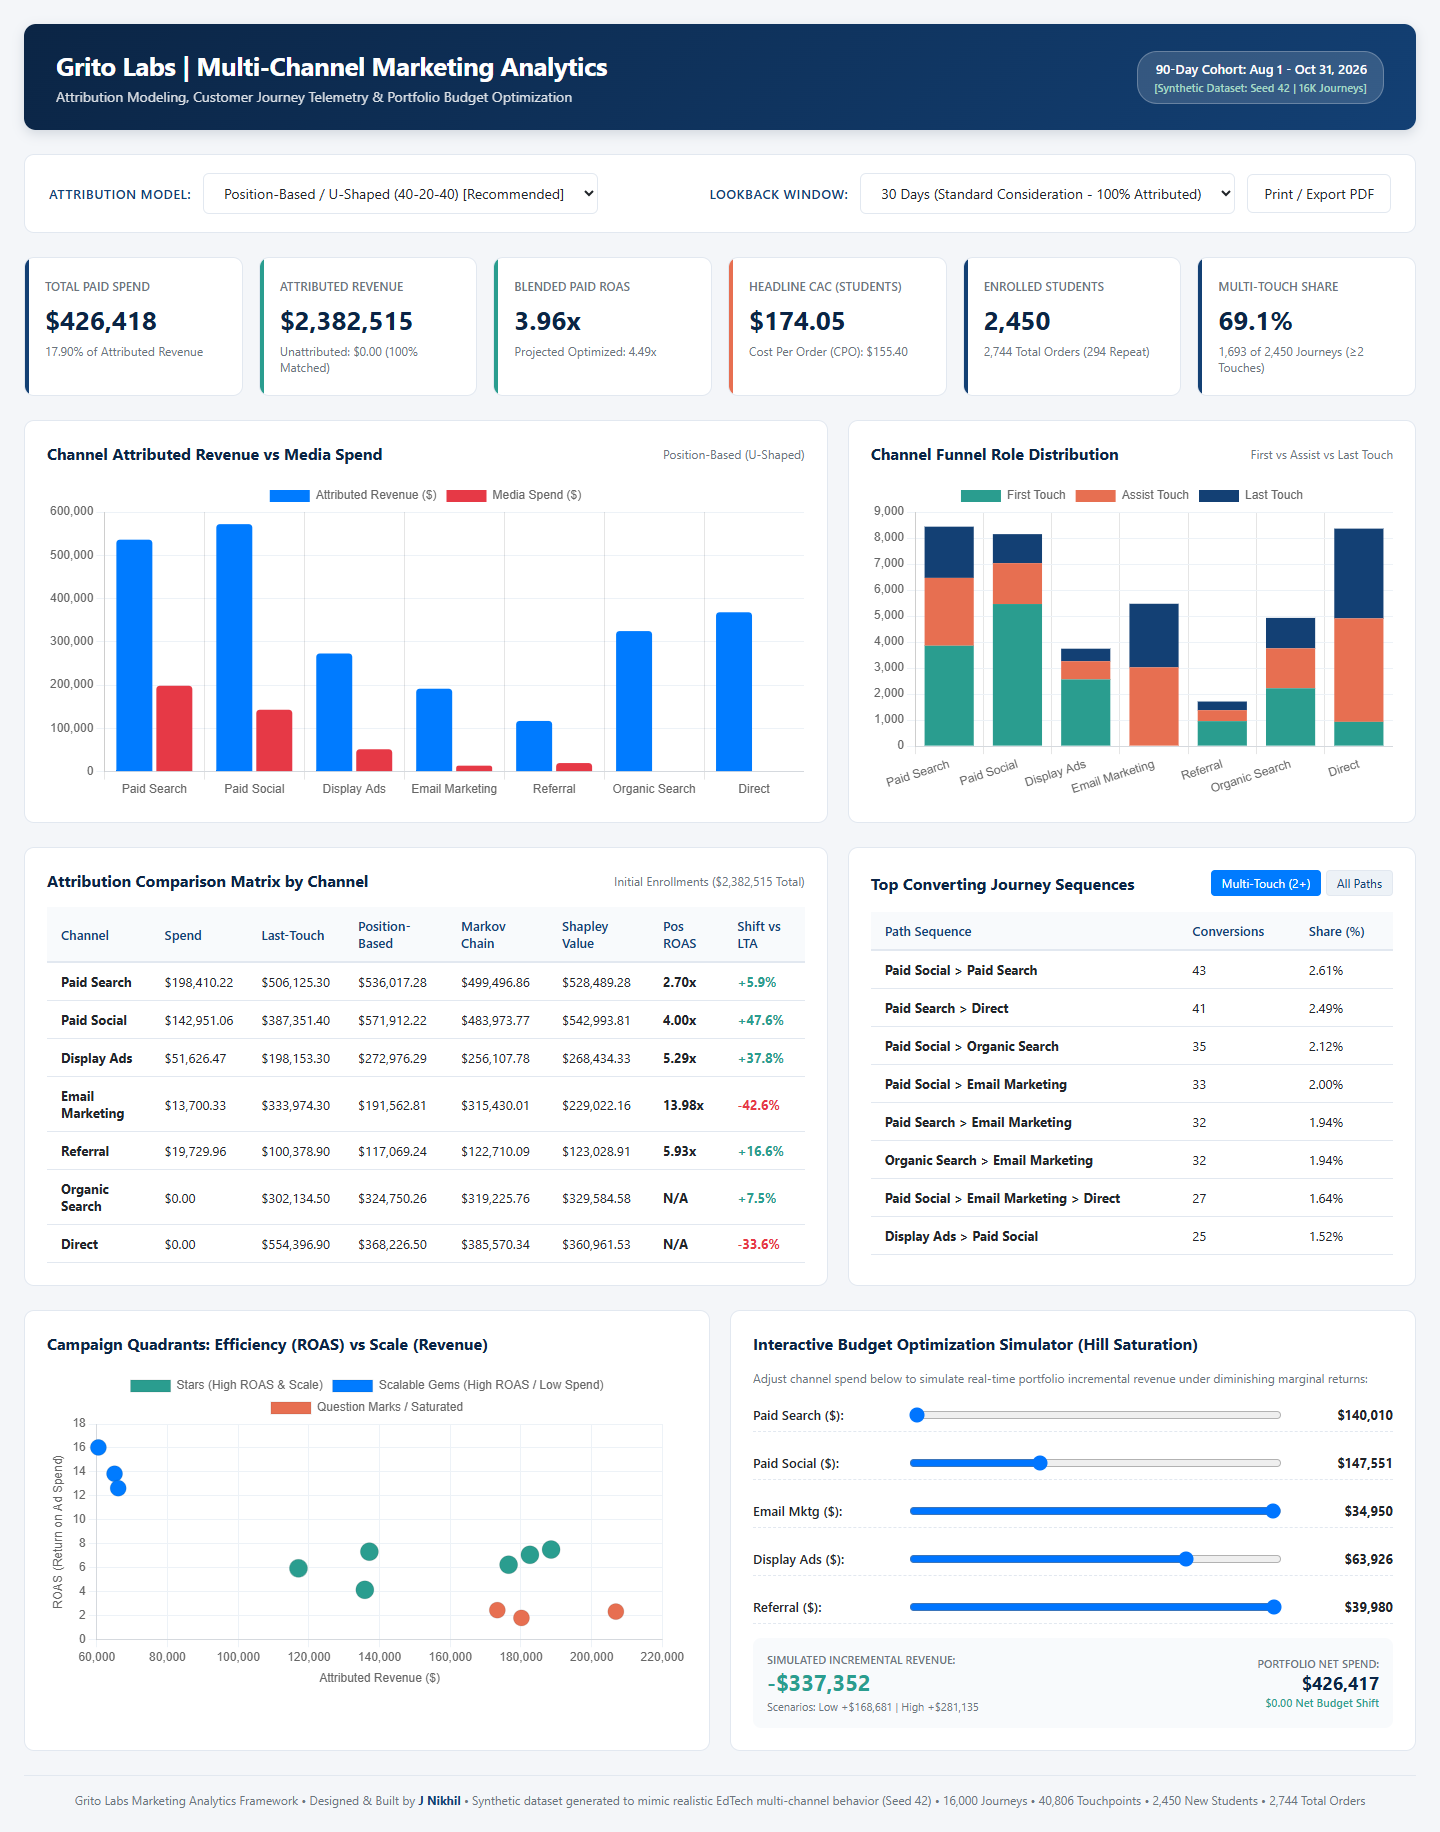 Grito Labs | Multi-Channel Marketing Analytics
Attribution Modeling, Customer Journey Telemetry & Portfolio Budget Optimization
90-Day Cohort: Aug 1 - Oct 31, 2026
[Synthetic Dataset: Seed 42 | 16K Journeys]
ATTRIBUTION MODEL: Position-Based / U-Shaped (40-20-40) [Recommended]
LOOKBACK WINDOW: 30 Days (Standard Consideration - 100% Attributed) Print / Export PDF
TOTAL PAID SPEND
$426,418
17.90% of Attributed Revenue
ATTRIBUTED REVENUE
$2,382,515
Unattributed: $0.00 (100%
Matched)
BLENDED PAID ROAS
3.96x
Projected Optimized: 4.49x
HEADLINE CAC (STUDENTS)
$174.05
Cost Per Order (CPO): $155.40
ENROLLED STUDENTS
2,450
2,744 Total Orders (294 Repeat)
MULTI-TOUCH SHARE
69.1%
1,693 of 2,450 Journeys (≥2
Touches)
Channel Attributed Revenue vs Media Spend Position-Based (U-Shaped)
Attributed Revenue ($) Media Spend ($)
600,000
500,000
400,000
300,000
200,000
100,000
0
Paid Search Paid Social Display Ads Email Marketing Referral Organic Search Direct
Channel Funnel Role Distribution First vs Assist vs Last Touch
First Touch Assist Touch Last Touch
9,000
8,000
7,000
6,000
5,000
4,000
3,000
2,000
1,000
0
Paid Search Paid Social Display Ads Email Marketing Referral Organic Search Direct
Attribution Comparison Matrix by Channel Initial Enrollments ($2,382,515 Total)
Channel Spend Last-Touch Position-Based Markov Chain Shapley Value Pos ROAS Shift vs LTA
Paid Search $198,410.22 $506,125.30 $536,017.28 $499,496.86 $528,489.28 2.70x +5.9%
Paid Social $142,951.06 $387,351.40 $571,912.22 $483,973.77 $542,993.81 4.00x +47.6%
Display Ads $51,626.47 $198,153.30 $272,976.29 $256,107.78 $268,434.33 5.29x +37.8%
Email Marketing $13,700.33 $333,974.30 $191,562.81 $315,430.01 $229,022.16 13.98x -42.6%
Referral $19,729.96 $100,378.90 $117,069.24 $122,710.09 $123,028.91 5.93x +16.6%
Organic Search $0.00 $302,134.50 $324,750.26 $319,225.76 $329,584.58 N/A +7.5%
Direct $0.00 $554,396.90 $368,226.50 $385,570.34 $360,961.53 N/A -33.6%
Top Converting Journey Sequences Multi-Touch (2+) All Paths
Path Sequence Conversions Share (%)
Paid Social > Paid Search 43 2.61%
Paid Search > Direct 41 2.49%
Paid Social > Organic Search 35 2.12%
Paid Social > Email Marketing 33 2.00%
Paid Search > Email Marketing 32 1.94%
Organic Search > Email Marketing 32 1.94%
Paid Social > Email Marketing > Direct 27 1.64%
Display Ads > Paid Social 25 1.52%
Campaign Quadrants: Efficiency (ROAS) vs Scale (Revenue)
Stars (High ROAS & Scale) Scalable Gems (High ROAS / Low Spend)
Question Marks / Saturated
ROAS (Return on Ad Spend)
18
16
14
12
10
8
6
4
2
0
60,000 80,000 100,000 120,000 140,000 160,000 180,000 200,000 220,000
Attributed Revenue ($)
Interactive Budget Optimization Simulator (Hill Saturation)
Adjust channel spend below to simulate real-time portfolio incremental revenue under diminishing marginal returns:
Paid Search ($): $140,010
Paid Social ($): $147,551
Email Mktg ($): $34,950
Display Ads ($): $63,926
Referral ($): $39,980
SIMULATED INCREMENTAL REVENUE:
-$337,352
Scenarios: Low +$168,681 | High +$281,135
PORTFOLIO NET SPEND:
$426,417
$0.00 Net Budget Shift
Grito Labs Marketing Analytics Framework • Designed & Built by J Nikhil • Synthetic dataset generated to mimic realistic EdTech multi-channel behavior (Seed 42) • 16,000 Journeys • 40,806 Touchpoints • 2,450 New Students • 2,744 Total Orders